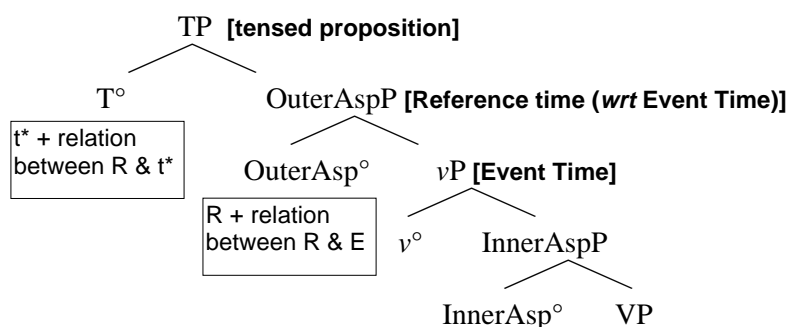 TP [tensed proposition]
T° OuterAspP [Reference time (wrt Event Time)]
t* + relation
between R & t*
OuterAsp° vP [Event Time]
R + relation
between R & E
v° InnerAspP
InnerAsp° VP